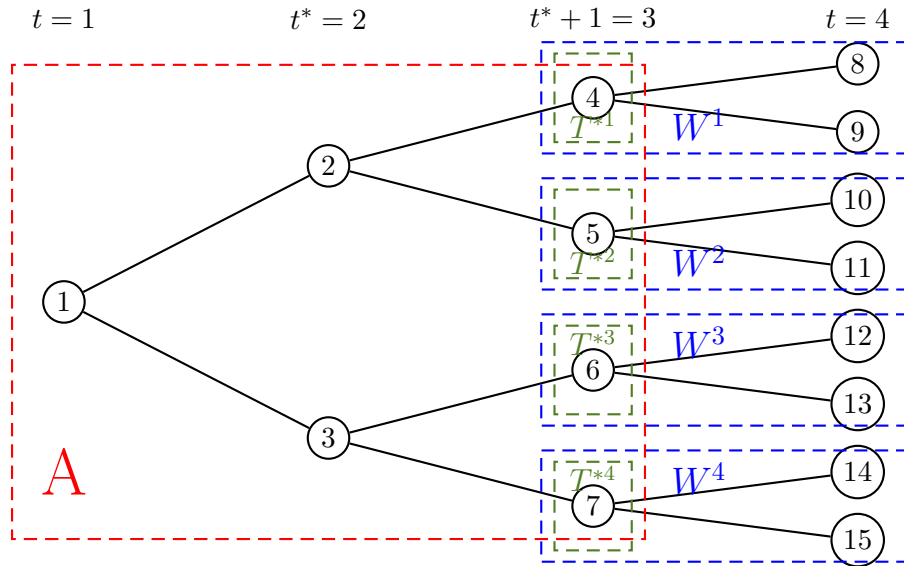 t = 1
t* = 2
t* + 1 = 3
t = 4
8
4
T*1
W1
9
2
10
5
T*2
W2
11
1
12
T*3
W3
6
13
3
A
14
T*4
W4
7
15